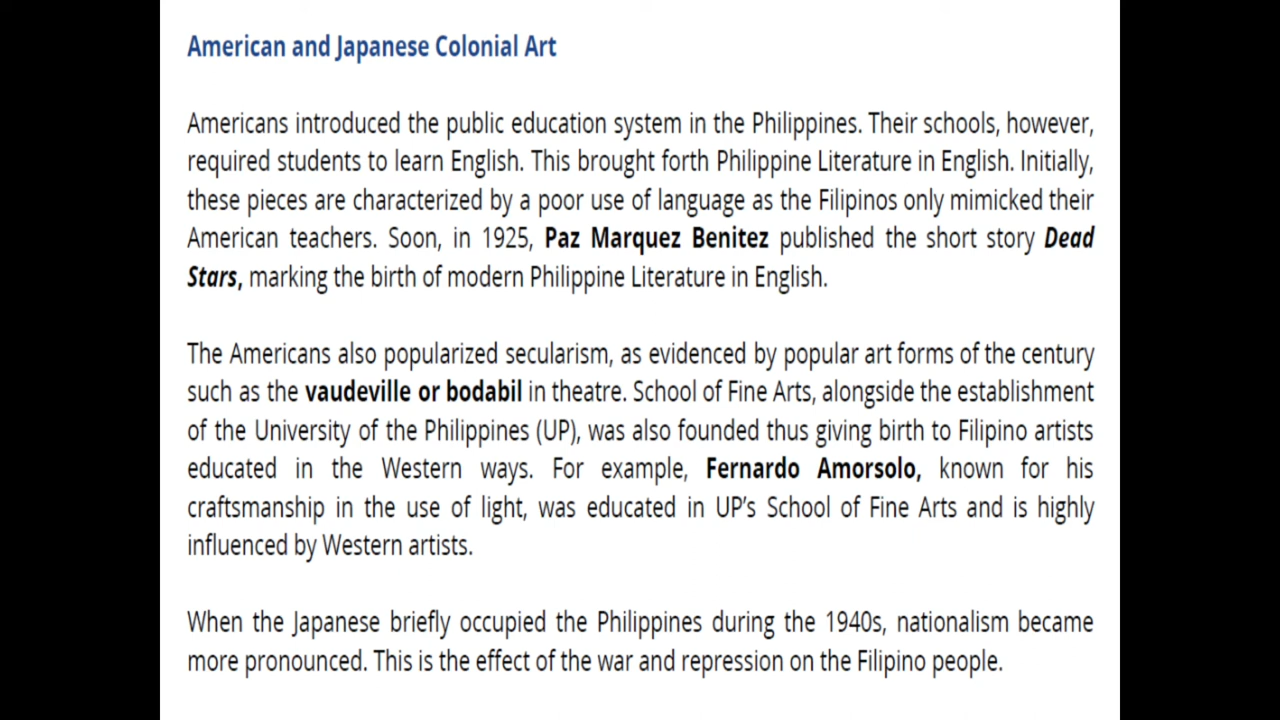 American and Japanese Colonial Art
Americans introduced the public education system in the Philippines. Their schools, however,
required students to learn English. This brought forth Philippine Literature in English. Initially,
these pieces are characterized by a poor use of language as the Filipinos only mimicked their
American teachers. Soon, in 1925, Paz Marquez Benitez published the short story Dead
Stars, marking the birth of modern Philippine Literature in English.
The Americans also popularized secularism, as evidenced by popular art forms of the century
such as the vaudeville or bodabil in theatre. School of Fine Arts, alongside the establishment
of the University of the Philippines (UP), was also founded thus giving birth to Filipino artists
educated in the Western ways. For example, Fernardo Amorsolo, known for his
craftsmanship in the use of light, was educated in UP’s School of Fine Arts and is highly
influenced by Western artists.
When the Japanese briefly occupied the Philippines during the 1940s, nationalism became
more pronounced. This is the effect of the war and repression on the Filipino people.